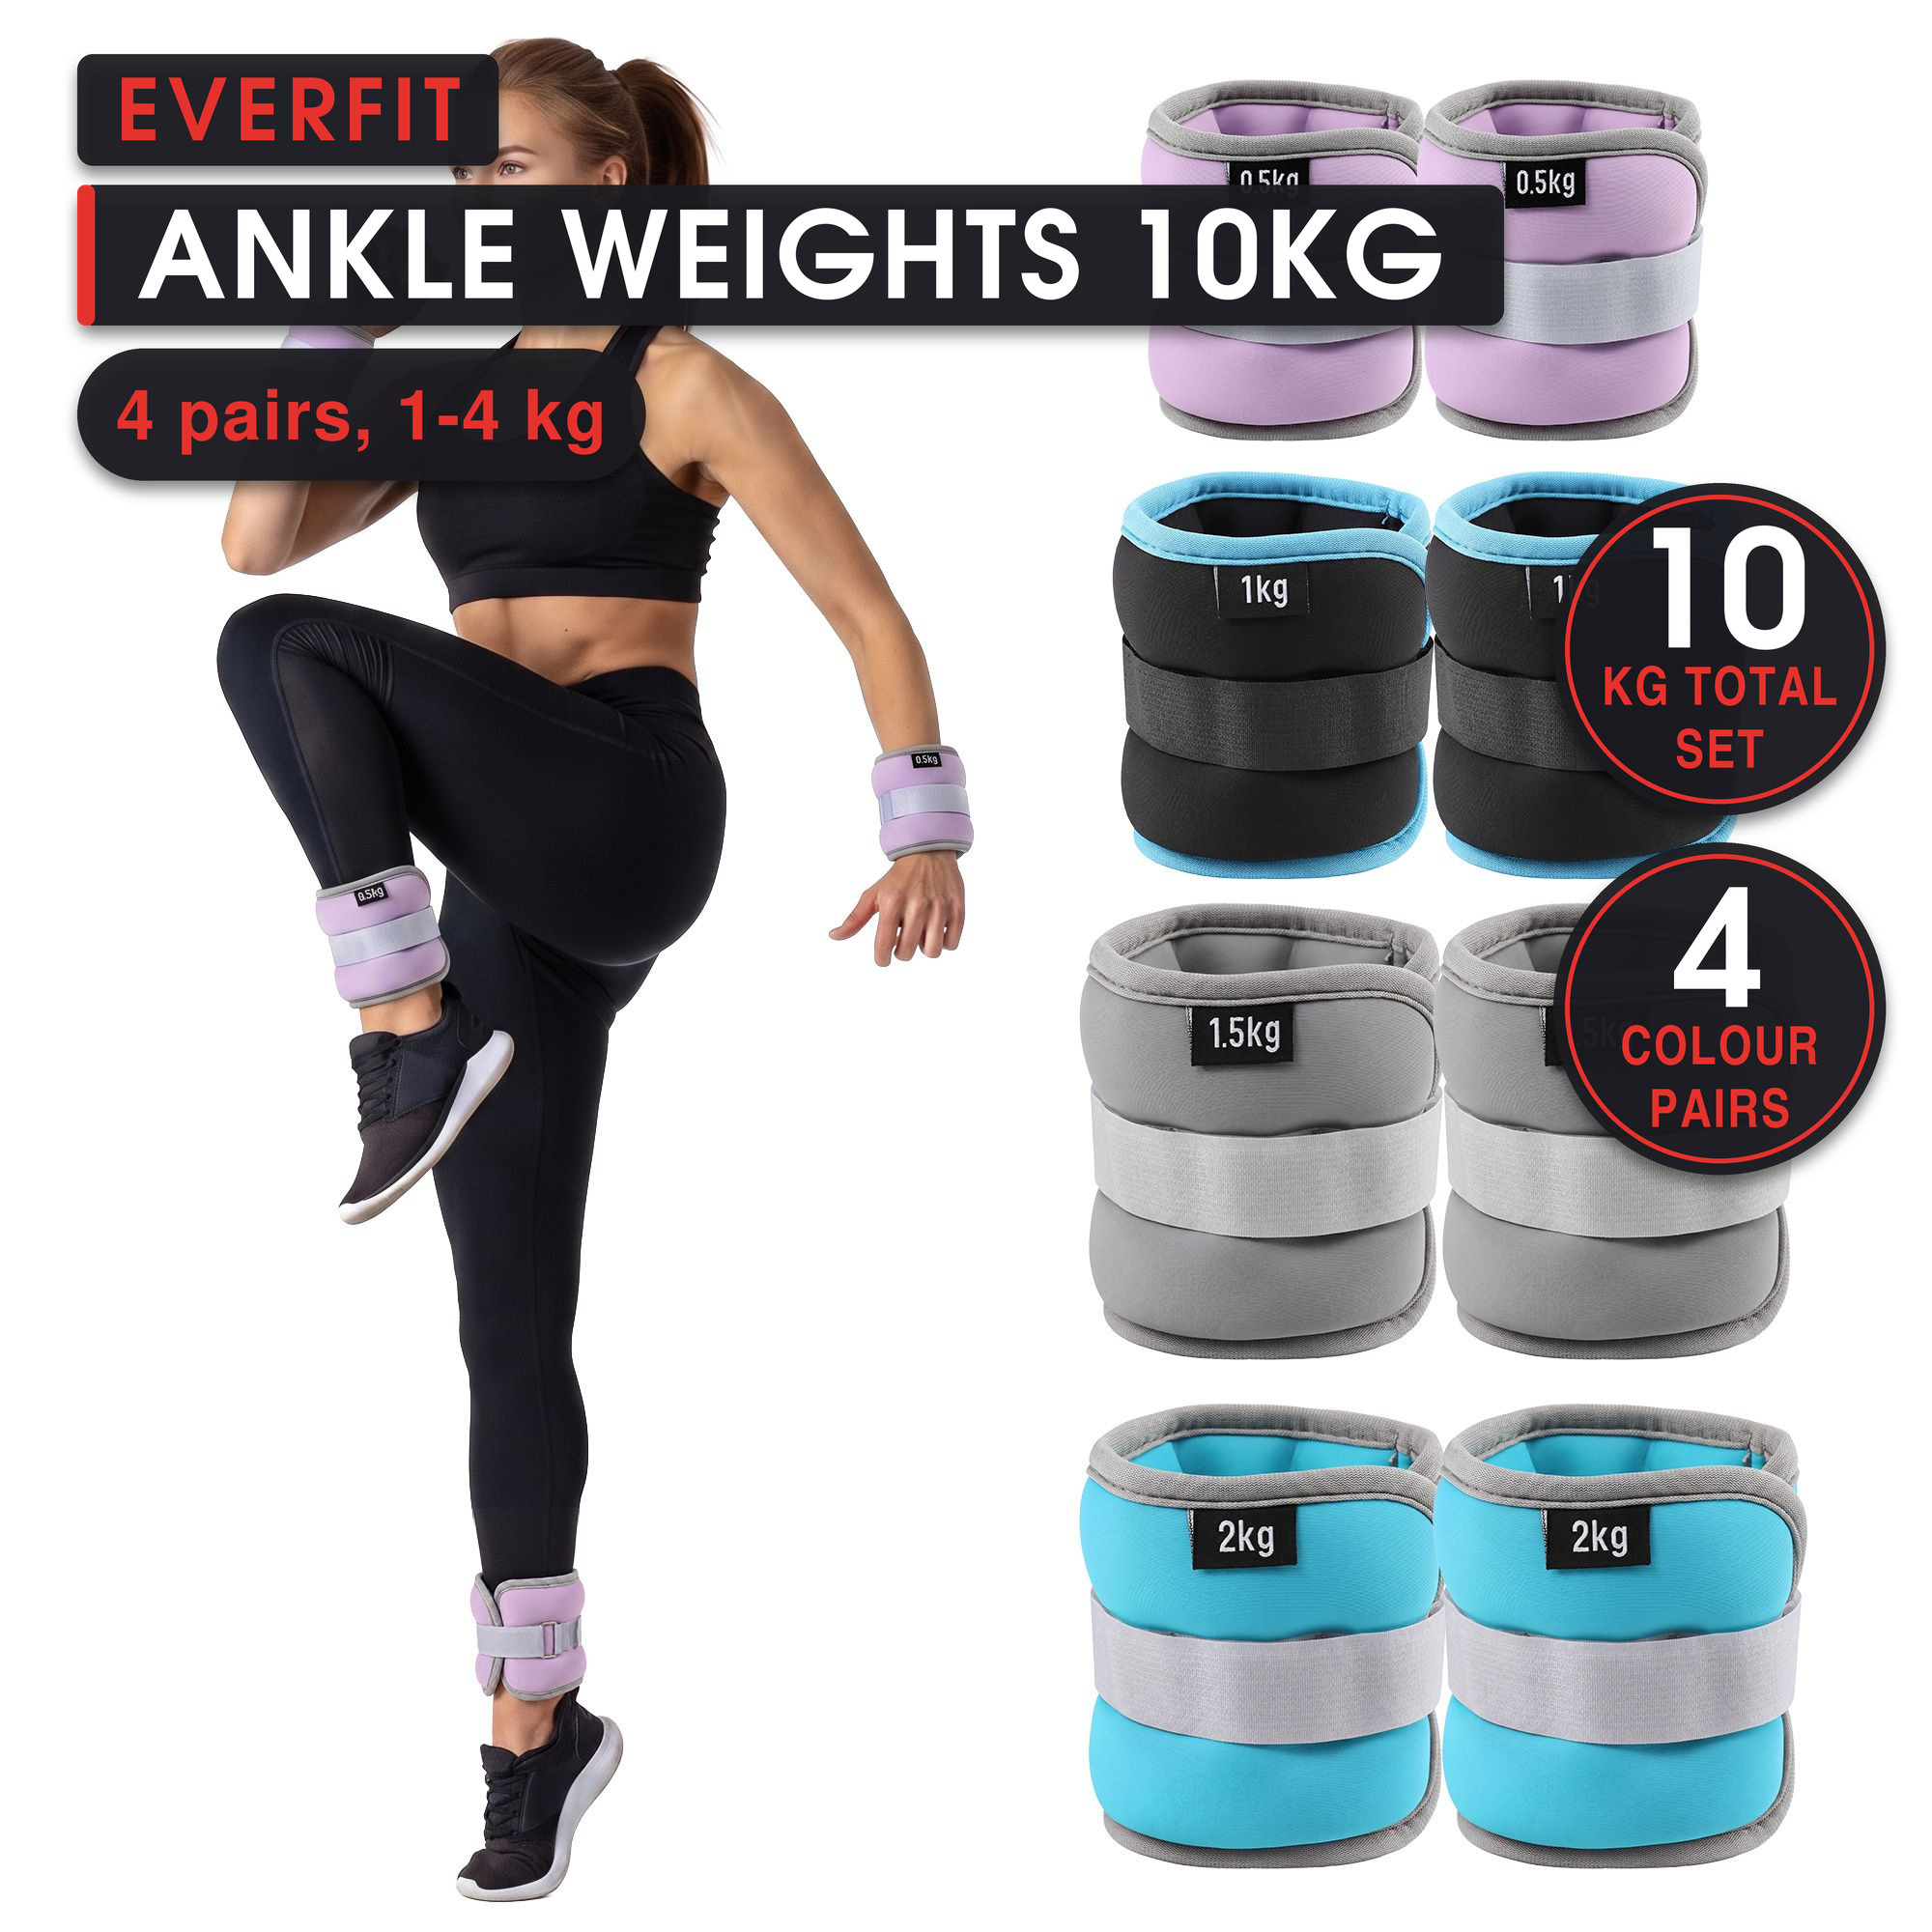 EVERFIT
ANKLE WEIGHTS 10KG
4 pairs, 1-4 kg
0.5kg
0.5kg
1kg
10
KG TOTAL
SET
0.5kg
0.5kg
1.5kg
4
COLOUR
PAIRS
2kg
2kg